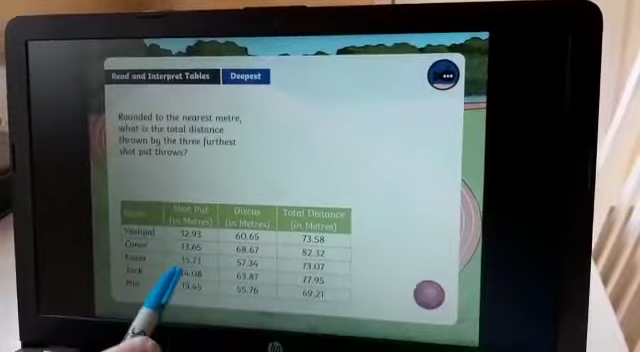 Read and Interpret Tables Deepest
Rounded to the nearest metre,
what is the total distance
thrown by the three furthest
shot put throws?
Name Shot Put (in Metres) Discus (in Metres) Total Distance (in Metres)
Yashpal 12.93 60.65 73.58
Conor 13.65 68.67 82.32
15.73 57.34 73.07
Jack 14.08 63.87 77.95
Mia 13.45 55.76 69.21
hp